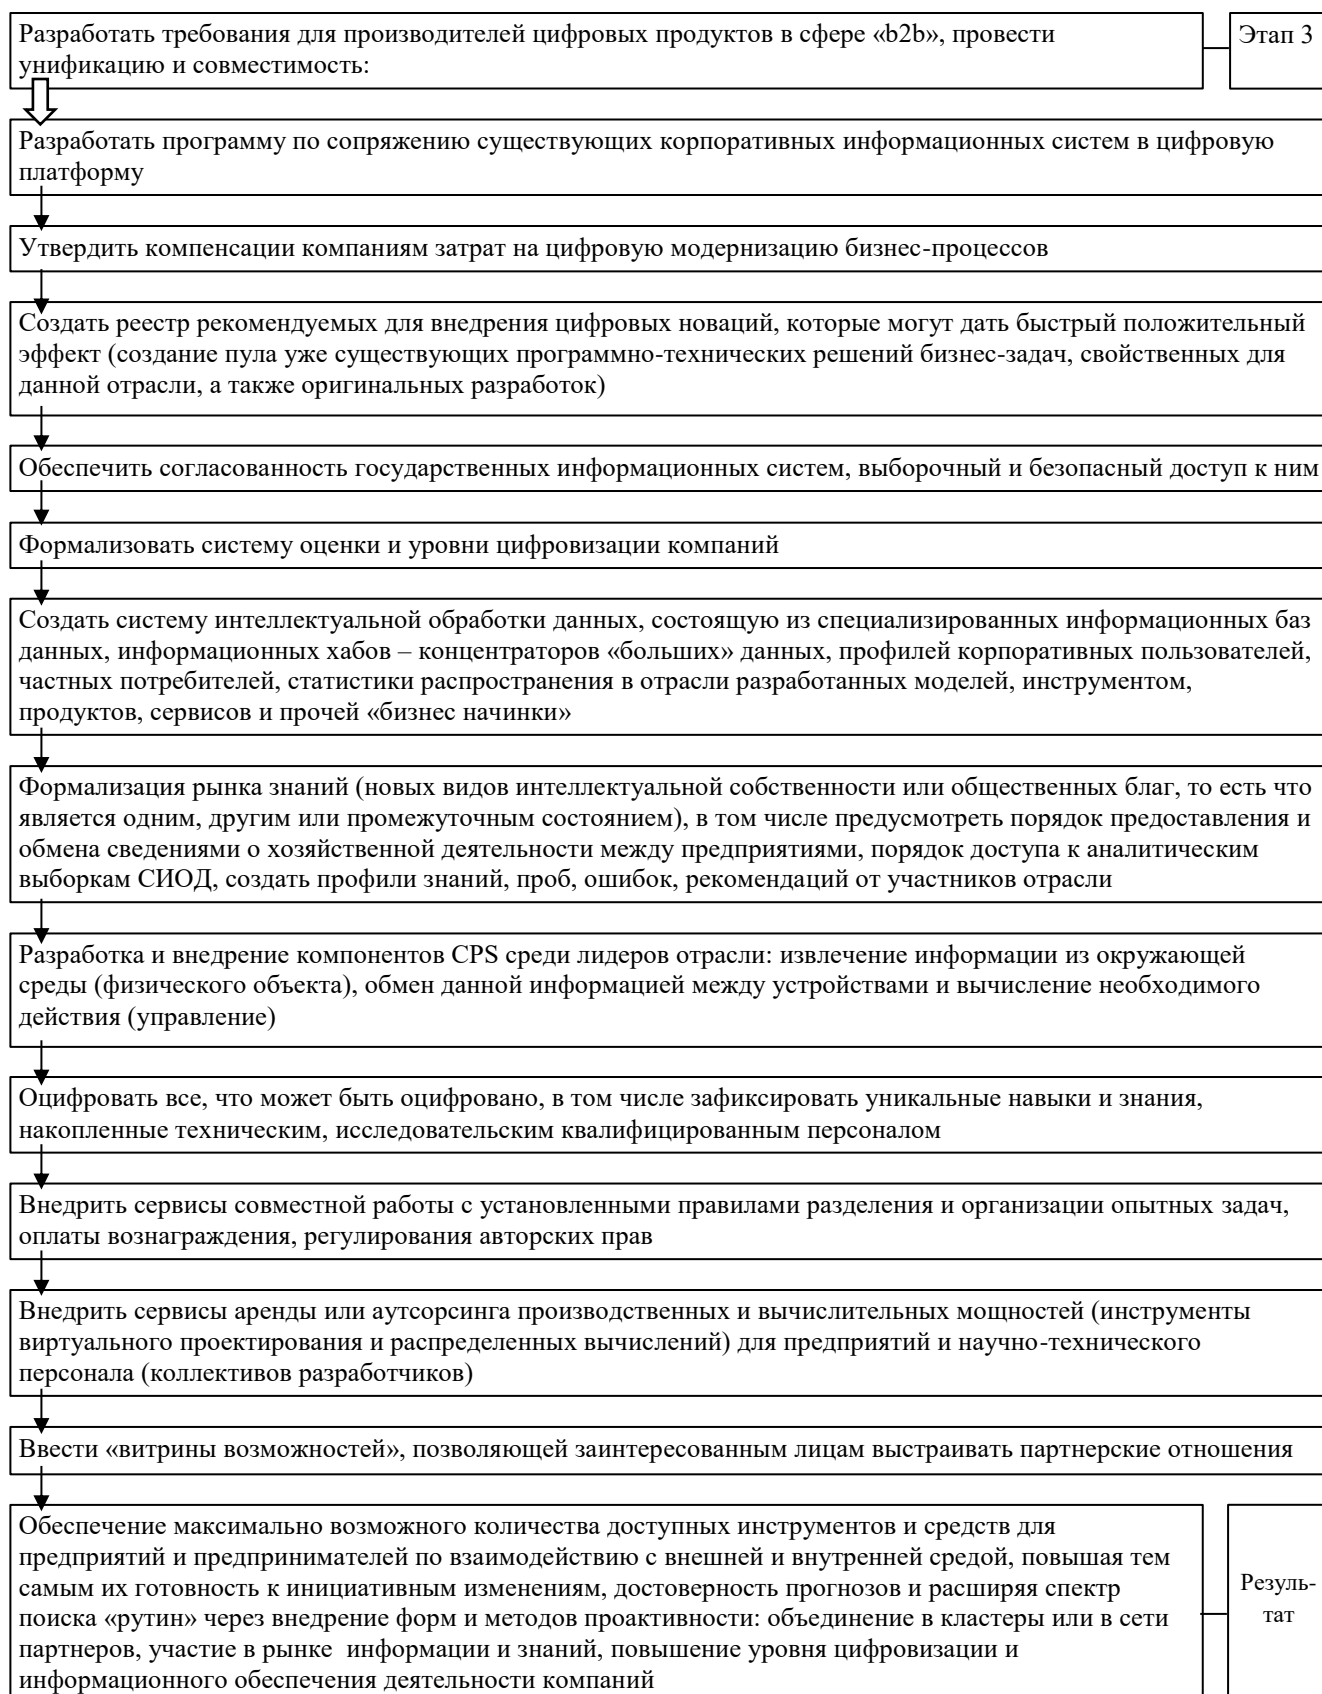 Разработать требования для производителей цифровых продуктов в сфере «b2b», провести
унификацию и совместимость:
Этап 3
Разработать программу по сопряжению существующих корпоративных информационных систем в цифровую
платформу
Утвердить компенсации компаниям затрат на цифровую модернизацию бизнес-процессов
Создать реестр рекомендуемых для внедрения цифровых новаций, которые могут дать быстрый положительный
эффект (создание пула уже существующих программно-технических решений бизнес-задач, свойственных для
данной отрасли, а также оригинальных разработок)
Обеспечить согласованность государственных информационных систем, выборочный и безопасный доступ к ним
Формализовать систему оценки и уровни цифровизации компаний
Создать систему интеллектуальной обработки данных, состоящую из специализированных информационных баз
данных, информационных хабов – концентраторов «больших» данных, профилей корпоративных пользователей,
частных потребителей, статистики распространения в отрасли разработанных моделей, инструментом,
продуктов, сервисов и прочей «бизнес начинки»
Формализация рынка знаний (новых видов интеллектуальной собственности или общественных благ, то есть что
является одним, другим или промежуточным состоянием), в том числе предусмотреть порядок предоставления и
обмена сведениями о хозяйственной деятельности между предприятиями, порядок доступа к аналитическим
выборкам СИОД, создать профили знаний, проб, ошибок, рекомендаций от участников отрасли
Разработка и внедрение компонентов CPS среди лидеров отрасли: извлечение информации из окружающей
среды (физического объекта), обмен данной информацией между устройствами и вычисление необходимого
действия (управление)
Оцифровать все, что может быть оцифровано, в том числе зафиксировать уникальные навыки и знания,
накопленные техническим, исследовательским квалифицированным персоналом
Внедрить сервисы совместной работы с установленными правилами разделения и организации опытных задач,
оплаты вознаграждения, регулирования авторских прав
Внедрить сервисы аренды или аутсорсинга производственных и вычислительных мощностей (инструменты
виртуального проектирования и распределенных вычислений) для предприятий и научно-технического
персонала (коллективов разработчиков)
Ввести «витрины возможностей», позволяющей заинтересованным лицам выстраивать партнерские отношения
Обеспечение максимально возможного количества доступных инструментов и средств для
предприятий и предпринимателей по взаимодействию с внешней и внутренней средой, повышая тем
самым их готовность к инициативным изменениям, достоверность прогнозов и расширяя спектр
поиска «рутин» через внедрение форм и методов проактивности: объединение в кластеры или в сети
партнеров, участие в рынке информации и знаний, повышение уровня цифровизации и
информационного обеспечения деятельности компаний
Резуль-
тат